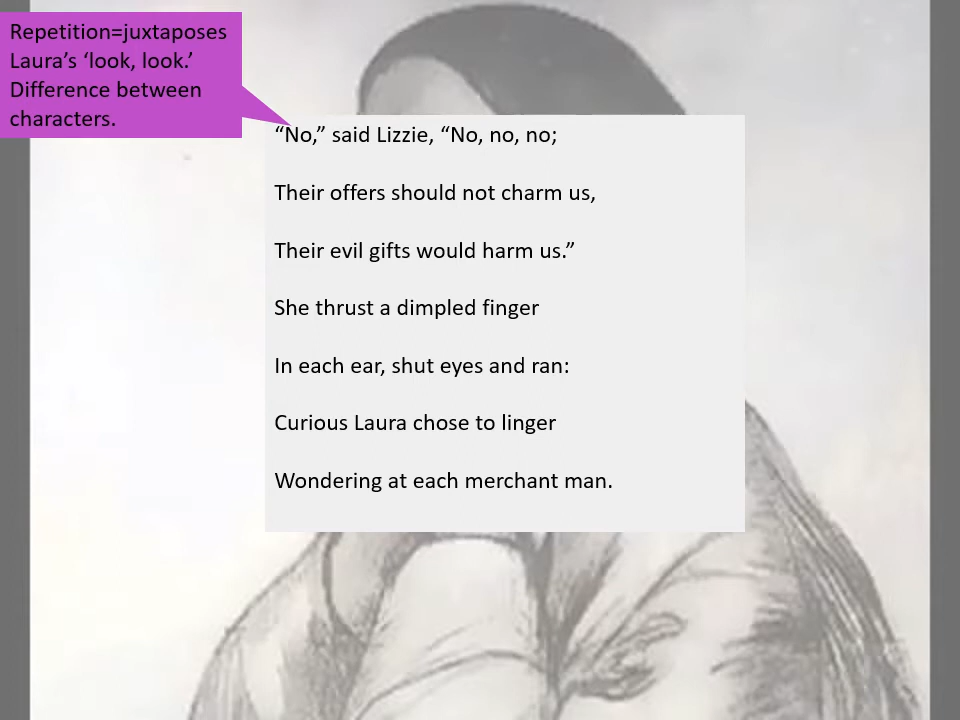 Repetition=juxtaposes
Laura’s ‘look, look.’
Difference between
characters.
“No,” said Lizzie, “No, no, no;
Their offers should not charm us,
Their evil gifts would harm us.”
She thrust a dimpled finger
In each ear, shut eyes and ran:
Curious Laura chose to linger
Wondering at each merchant man.